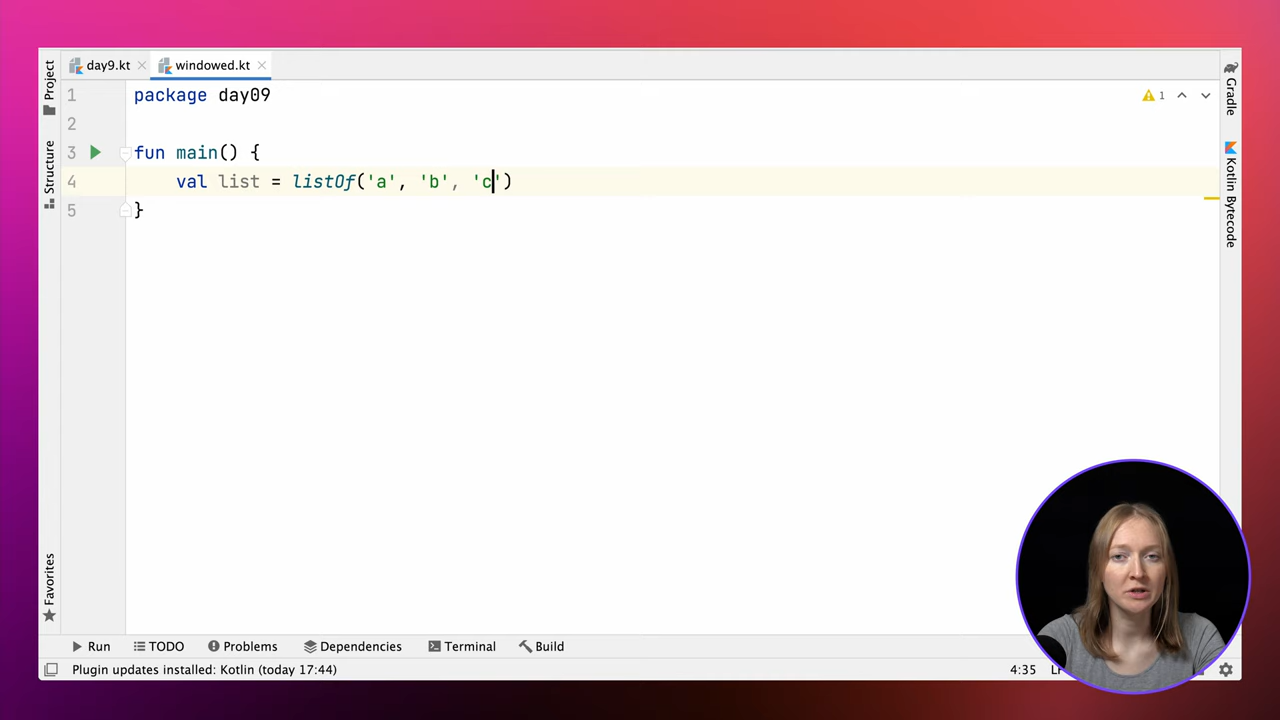 Project
Structure
Favorites
day9.kt
windowed.kt
1 package day09
2
3 fun main() {
4 val list = listOf('a', 'b', 'c')
5 }
1
Gradle
Kotlin Bytecode
Run TODO Problems Dependencies Terminal Build
Plugin updates installed: Kotlin (today 17:44)
4:35